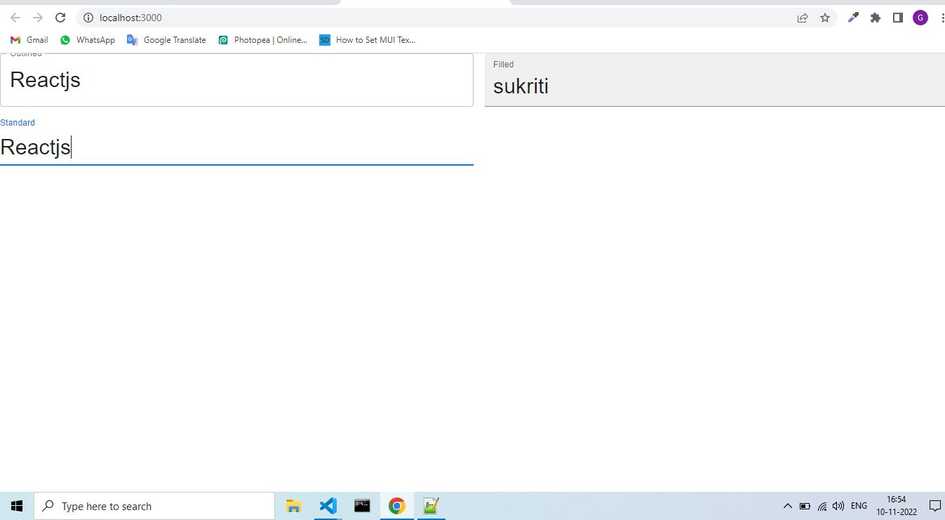 localhost:3000
G
Gmail WhatsApp Google Translate Photopea | Online... SD How to Set MUI Tex...
Outlined
Reactjs
Filled
sukriti
Standard
Reactjs
Type here to search
ENG
16:54
10-11-2022